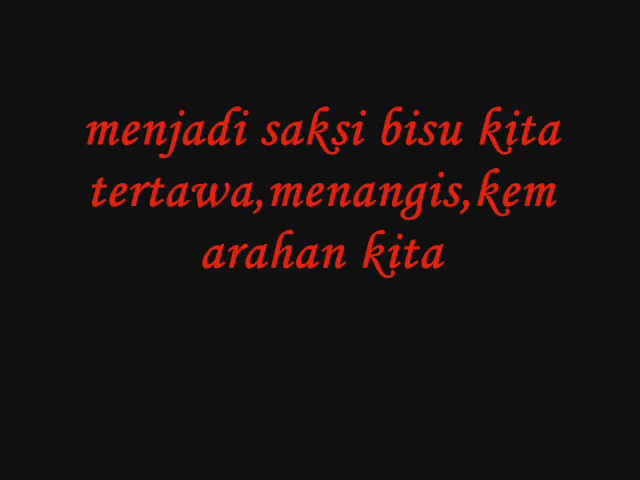 menjadi saksi bisu kita
tertawa,menangis,kem
arahan kita